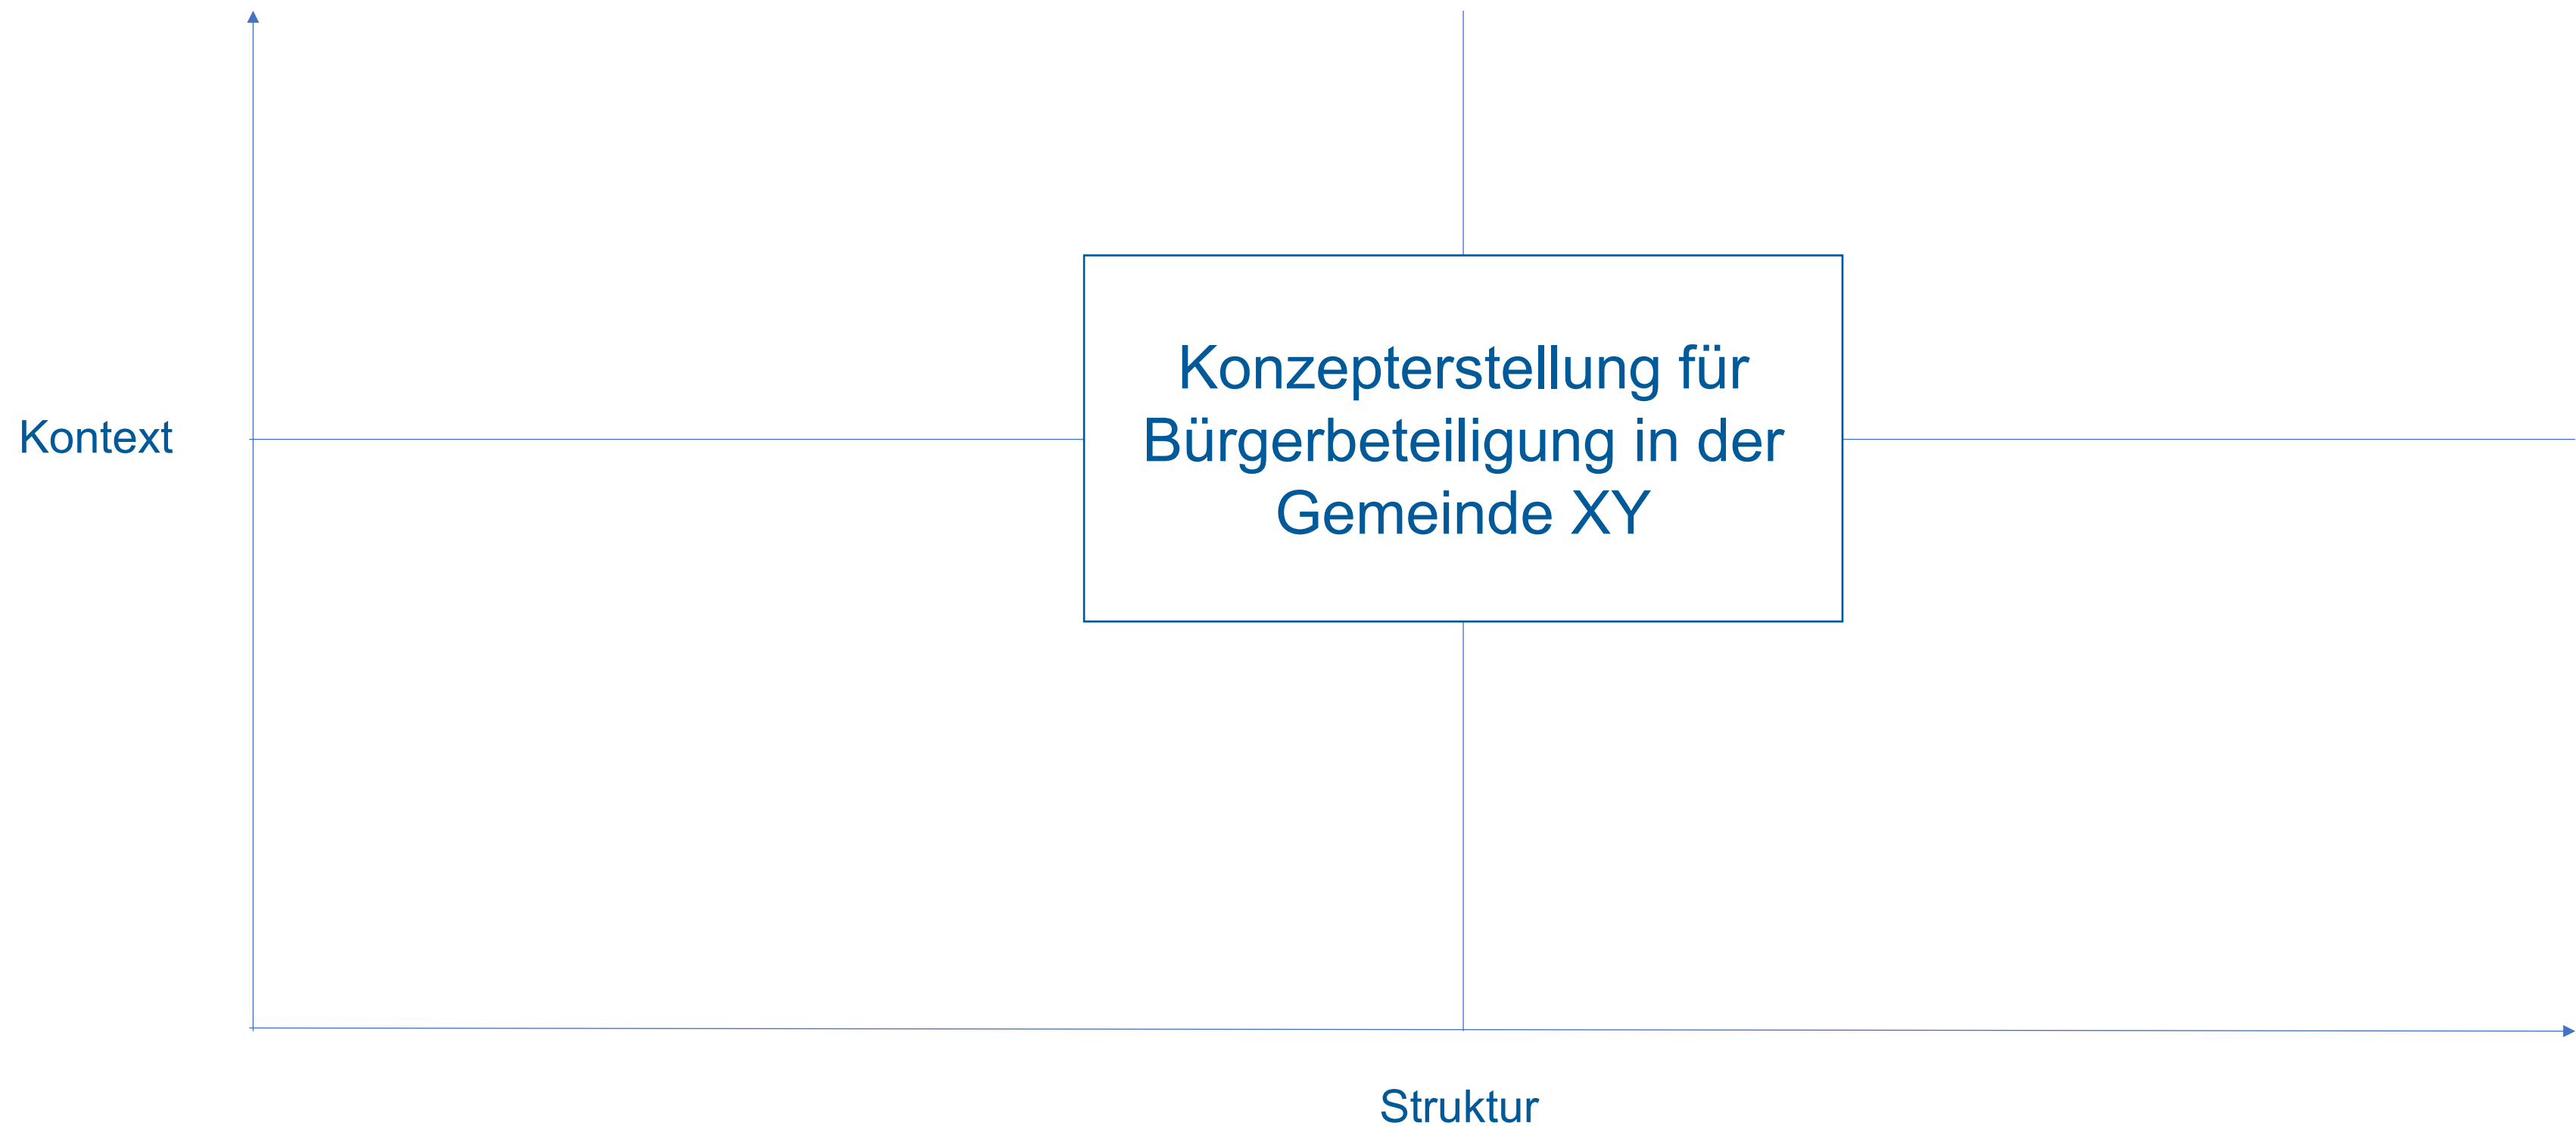 Konzepterstellung für
Bürgerbeteiligung in der
Gemeinde XY
Kontext
Struktur